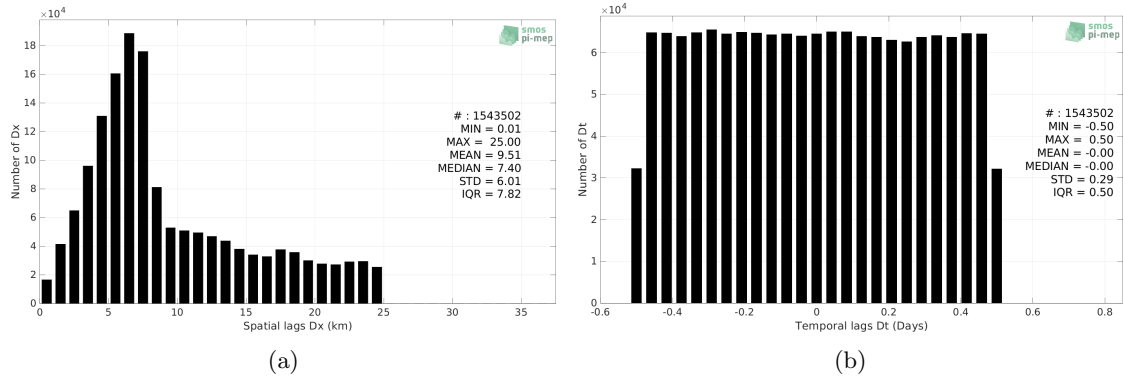 ×10⁴
18
16
14
12
10
8
6
4
2
0
Number of Dx
smos
pi-mep
# : 1543502
MIN = 0.01
MAX = 25.00
MEAN = 9.51
MEDIAN = 7.40
STD = 6.01
IQR = 7.82
0 5 10 15 20 25 30 35
Spatial lags Dx (km)
(a)
×10⁴
6
5
4
3
2
1
0
Number of Dt
smos
pi-mep
# : 1543502
MIN = -0.50
MAX = 0.50
MEAN = -0.00
MEDIAN = -0.00
STD = 0.29
IQR = 0.50
-0.6 -0.4 -0.2 0 0.2 0.4 0.6 0.8
Temporal lags Dt (Days)
(b)